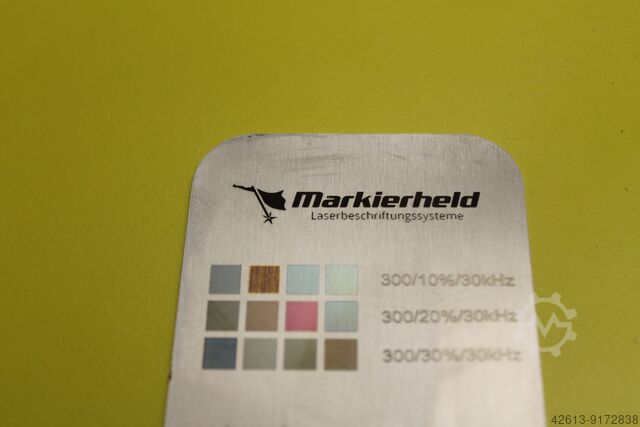 Markierheld
Laserbeschriftungssysteme
300/10%/30kHz
300/20%/30kHz
300/30%/30kHz
42613-9172838